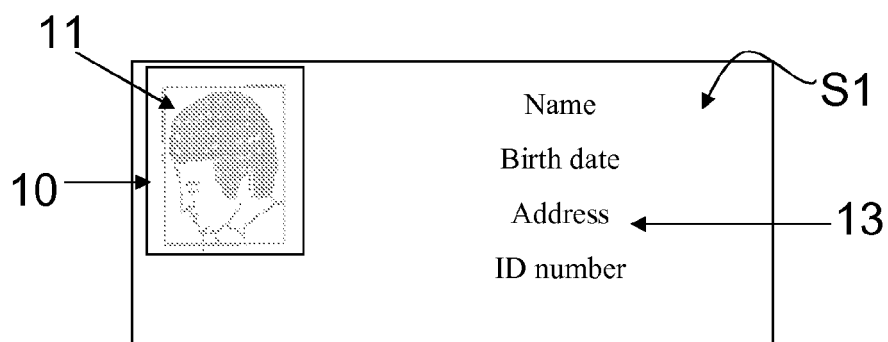 11
S1
Name
Birth date
10
Address
13
ID number